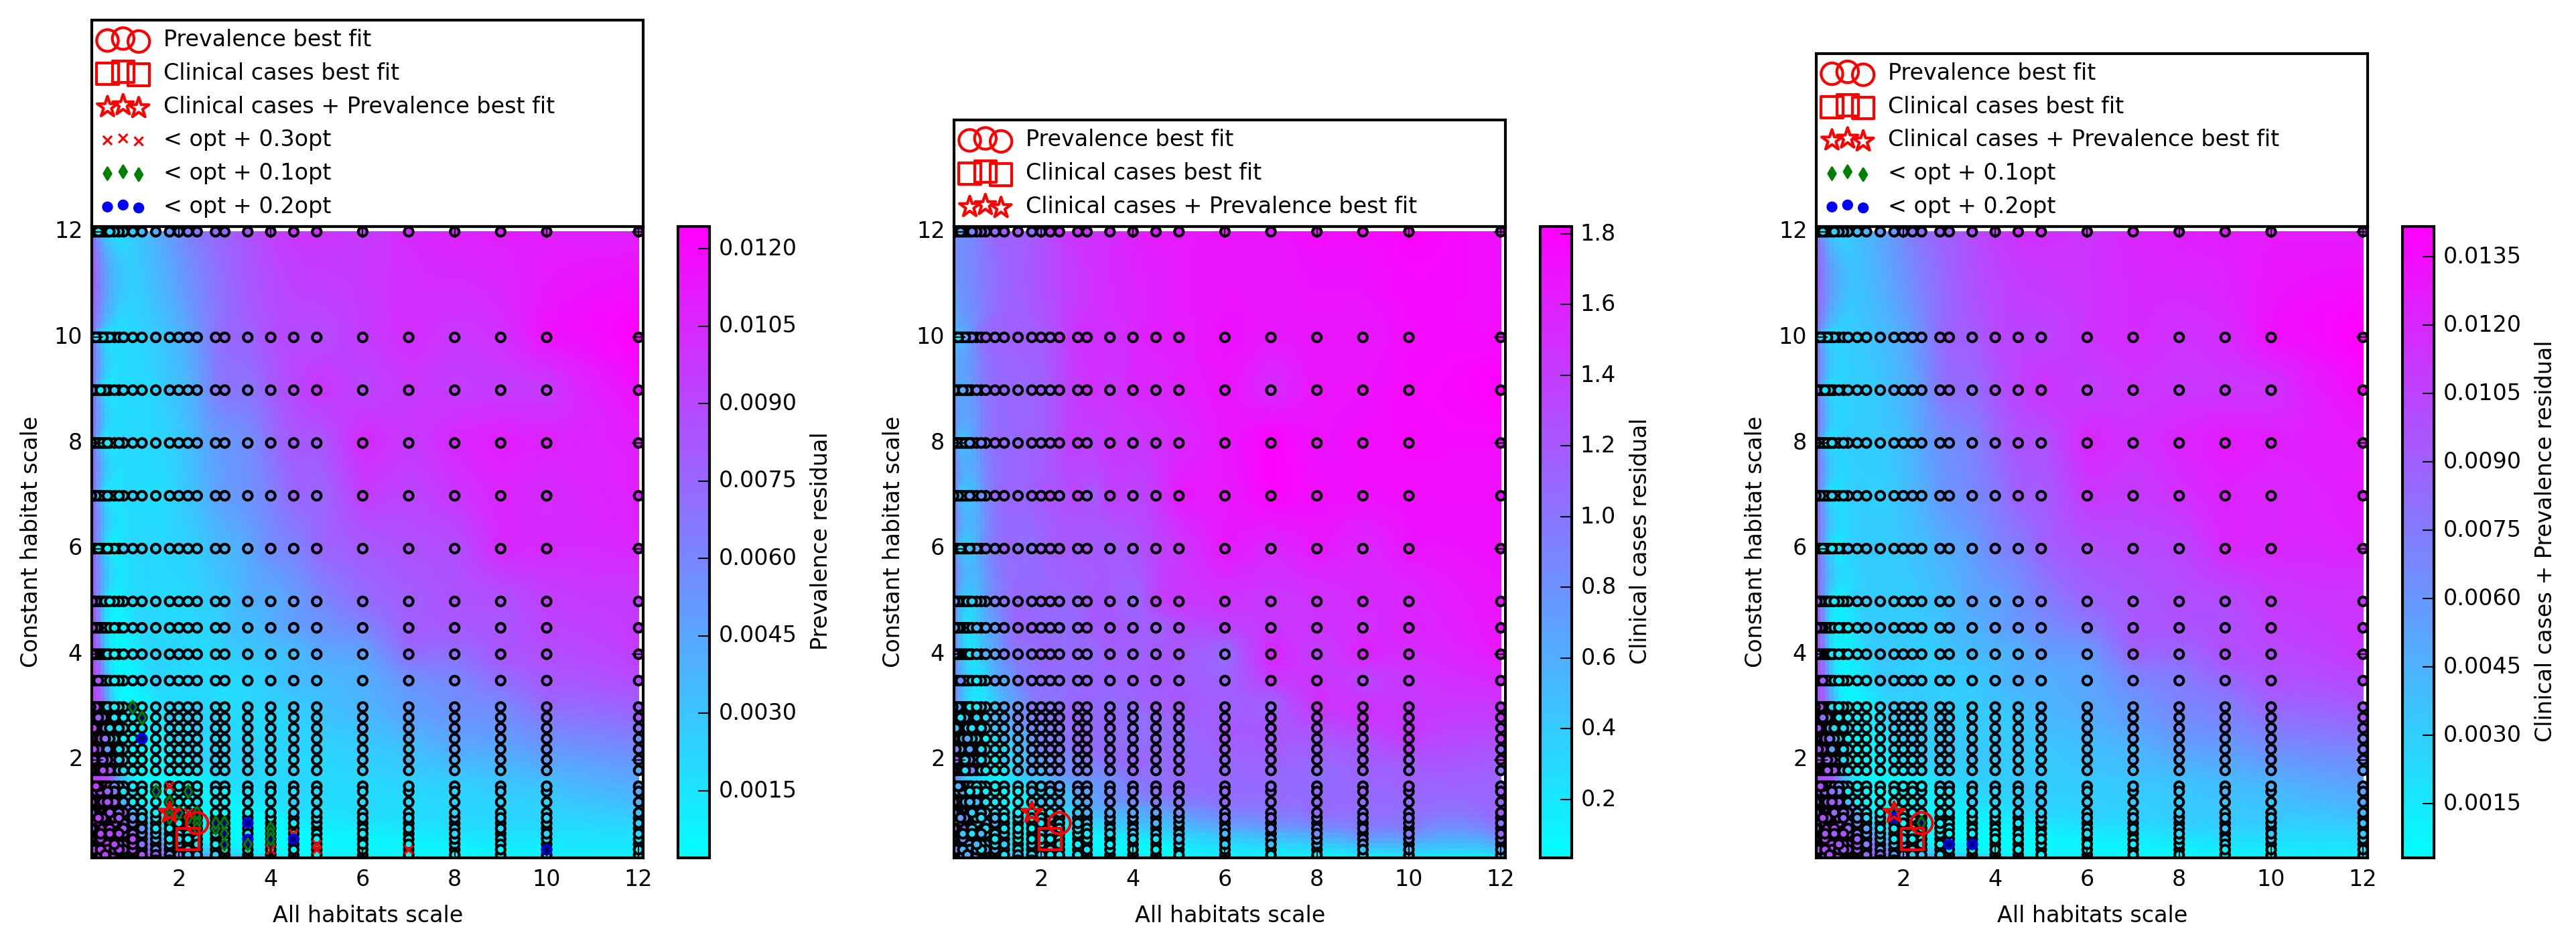 Prevalence best fit
Clinical cases best fit
Clinical cases + Prevalence best fit
< opt + 0.3opt
< opt + 0.1opt
< opt + 0.2opt
12
10
8
6
4
2
Constant habitat scale
2 4 6 8 10 12
All habitats scale
0.0120
0.0105
0.0090
0.0075
0.0060
0.0045
0.0030
0.0015
Prevalence residual
Prevalence best fit
Clinical cases best fit
Clinical cases + Prevalence best fit
12
10
8
6
4
2
Constant habitat scale
2 4 6 8 10 12
All habitats scale
1.8
1.6
1.4
1.2
1.0
0.8
0.6
0.4
0.2
Clinical cases residual
Prevalence best fit
Clinical cases best fit
Clinical cases + Prevalence best fit
< opt + 0.1opt
< opt + 0.2opt
12
10
8
6
4
2
Constant habitat scale
2 4 6 8 10 12
All habitats scale
0.0135
0.0120
0.0105
0.0090
0.0075
0.0060
0.0045
0.0030
0.0015
Clinical cases + Prevalence residual